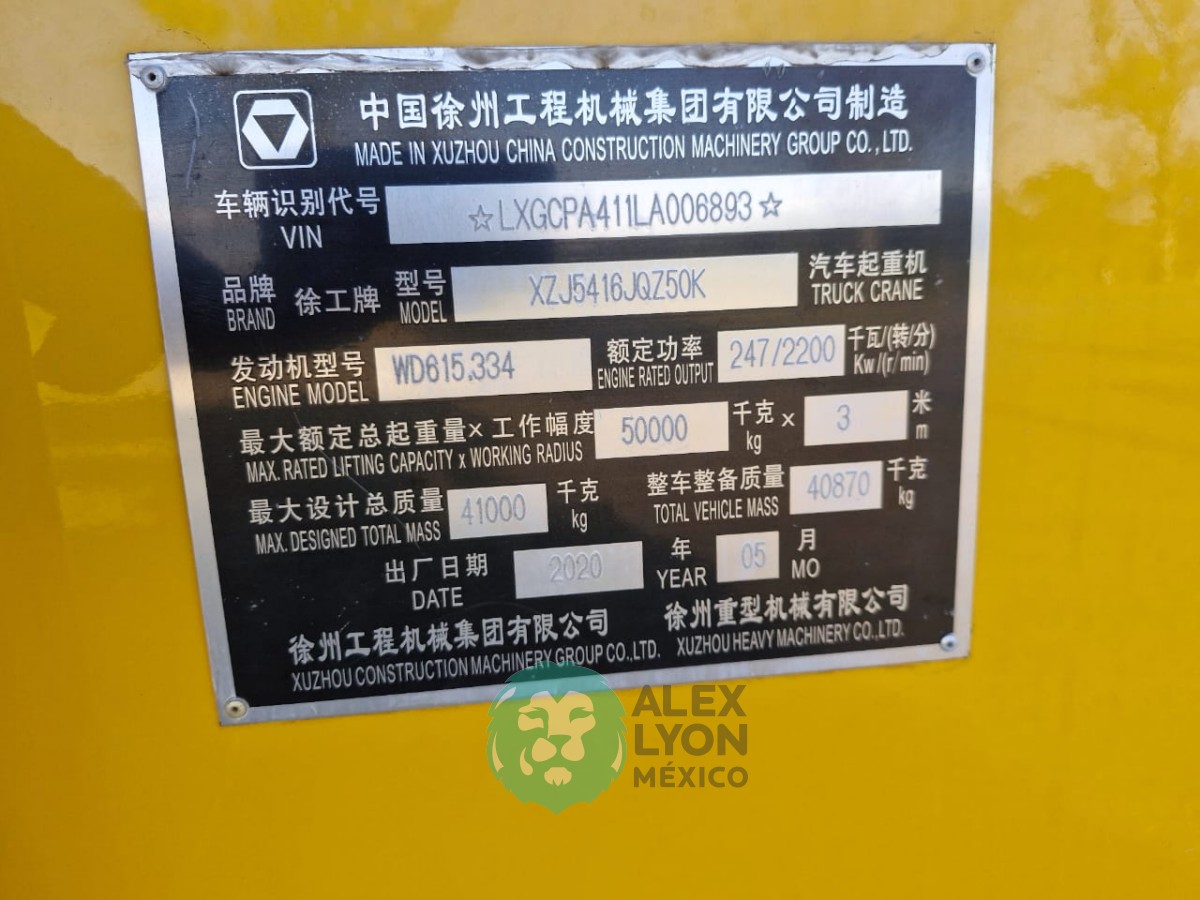 中国徐州工程机械集团有限公司制造
MADE IN XUZHOU CHINA CONSTRUCTION MACHINERY GROUP CO.,LTD.
车辆识别代号 ☆LXGCPA411LA006893☆
VIN
品牌 徐工牌 型号 XZJ5416JQZ50K 汽车起重机
BRAND MODEL TRUCK CRANE
发动机型号 WD615.334 额定功率 247/2200 千瓦/(转/分)
ENGINE MODEL ENGINE RATED OUTPUT Kw/(r/min)
最大额定总起重量×工作幅度 50000 千克 × 3 米
MAX. RATED LIFTING CAPACITY x WORKING RADIUS kg m
最大设计总质量 41000 千克 整车整备质量 40870 千克
MAX. DESIGNED TOTAL MASS kg TOTAL VEHICLE MASS kg
出厂日期 2020 年 05 月
DATE YEAR MO
徐州工程机械集团有限公司 徐州重型机械有限公司
XUZHOU CONSTRUCTION MACHINERY GROUP CO.,LTD. XUZHOU HEAVY MACHINERY CO.,LTD.
ALEX
LYON
MÉXICO